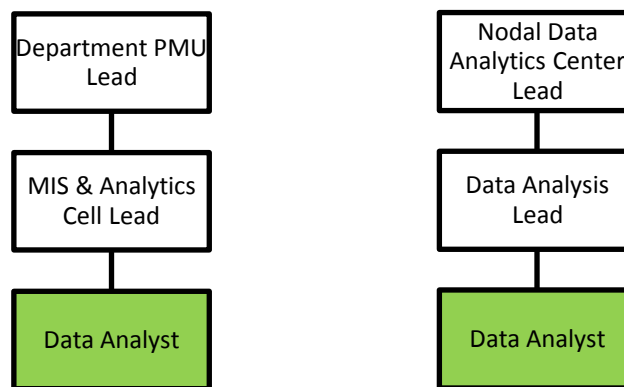 Department PMU
Lead
MIS & Analytics
Cell Lead
Data Analyst
Nodal Data
Analytics Center
Lead
Data Analysis
Lead
Data Analyst